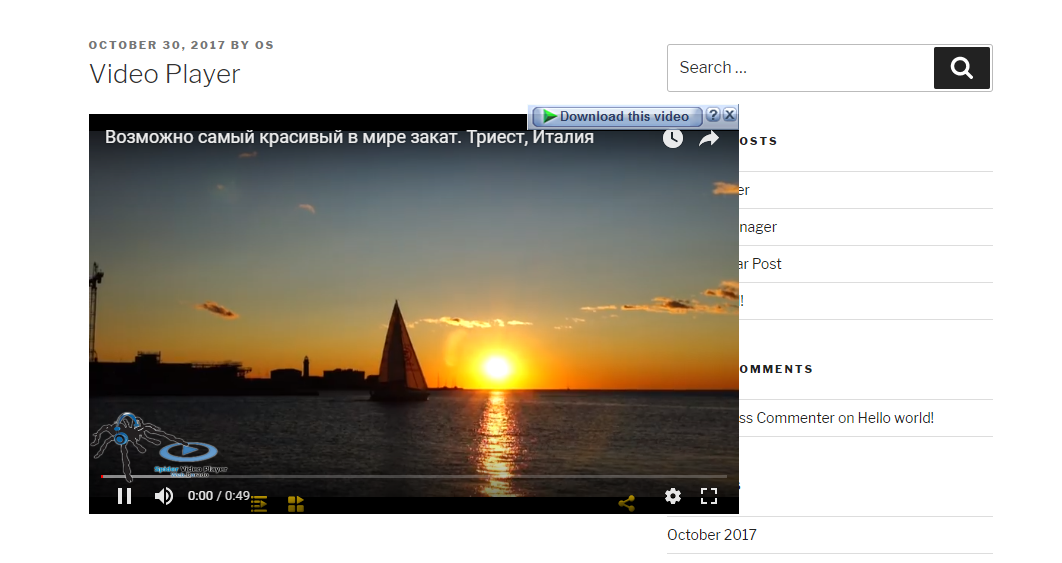 OCTOBER 30, 2017 BY OS
Video Player
Search …
Download this video
? X
Возможно самый красивый в мире закат. Триест, Италия
OSTS
er
nager
ar Post
!
OMMENTS
ss Commenter on Hello world!
Spider Video Player
0:00 / 0:49
October 2017